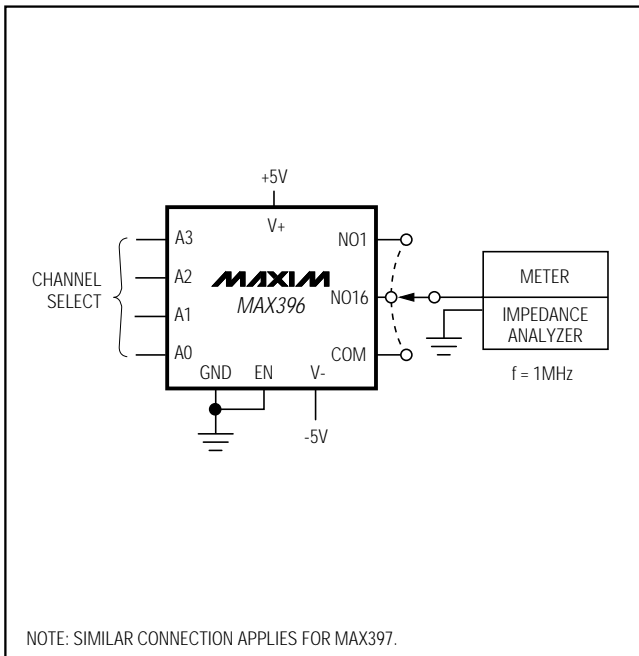 +5V
V+
A3
A2
A1
A0
CHANNEL
SELECT
MAXIM
MAX396
NO1
NO16
COM
GND
EN
V-
-5V
METER
IMPEDANCE
ANALYZER
f = 1MHz
NOTE: SIMILAR CONNECTION APPLIES FOR MAX397.